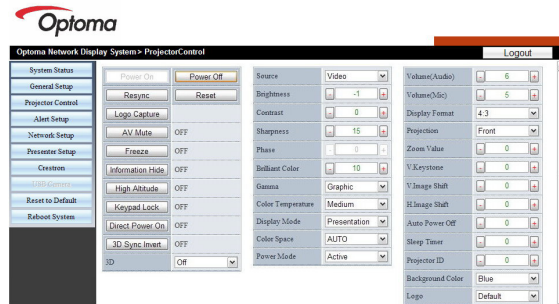 Optoma
Optoma Network Display System> ProjectorControl
Logout
System Status
General Setup
Projector Control
Alert Setup
Network Setup
Presenter Setup
Crestron
Reset to Default
Reboot System
Power On
Power Off
Resync
Reset
Logo Capture
AV Mute OFF
Freeze OFF
Information Hide OFF
High Altitude OFF
Keypad Lock OFF
Direct Power On OFF
3D Sync Invert OFF
3D Off
Source Video
Brightness - -1 +
Contrast - 0 +
Sharpness - 15 +
Phase - 0 +
Brilliant Color - 10 +
Gamma Graphic
Color Temperature Medium
Display Mode Presentation
Color Space AUTO
Power Mode Active
Volume(Audio) - 6 +
Volume(Mic) - 5 +
Display Format 4:3
Projection Front
Zoom Value - 0 +
V.Keystone - 0 +
V.Image Shift - 0 +
H.Image Shift - 0 +
Auto Power Off - 0 +
Sleep Timer - 0 +
Projector ID - 0 +
Background Color Blue
Logo Default